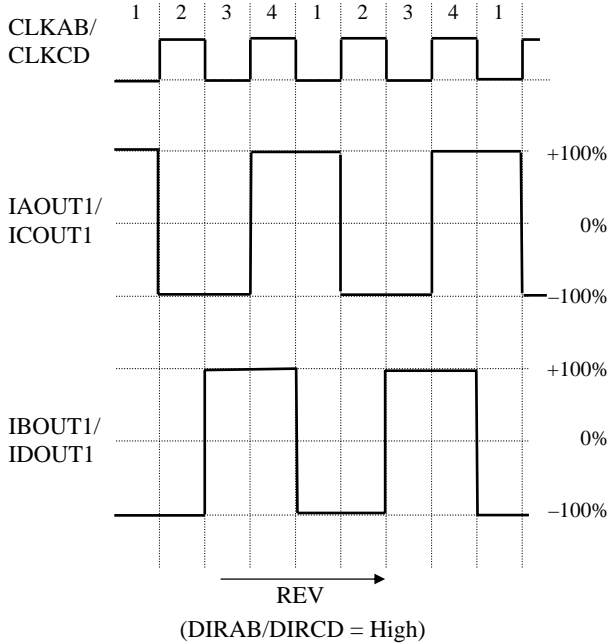 1 2 3 4 1 2 3 4 1
CLKAB/
CLKCD
+100%
IAOUT1/
ICOUT1
0%
−100%
+100%
IBOUT1/
IDOUT1
0%
−100%
REV
(DIRAB/DIRCD = High)